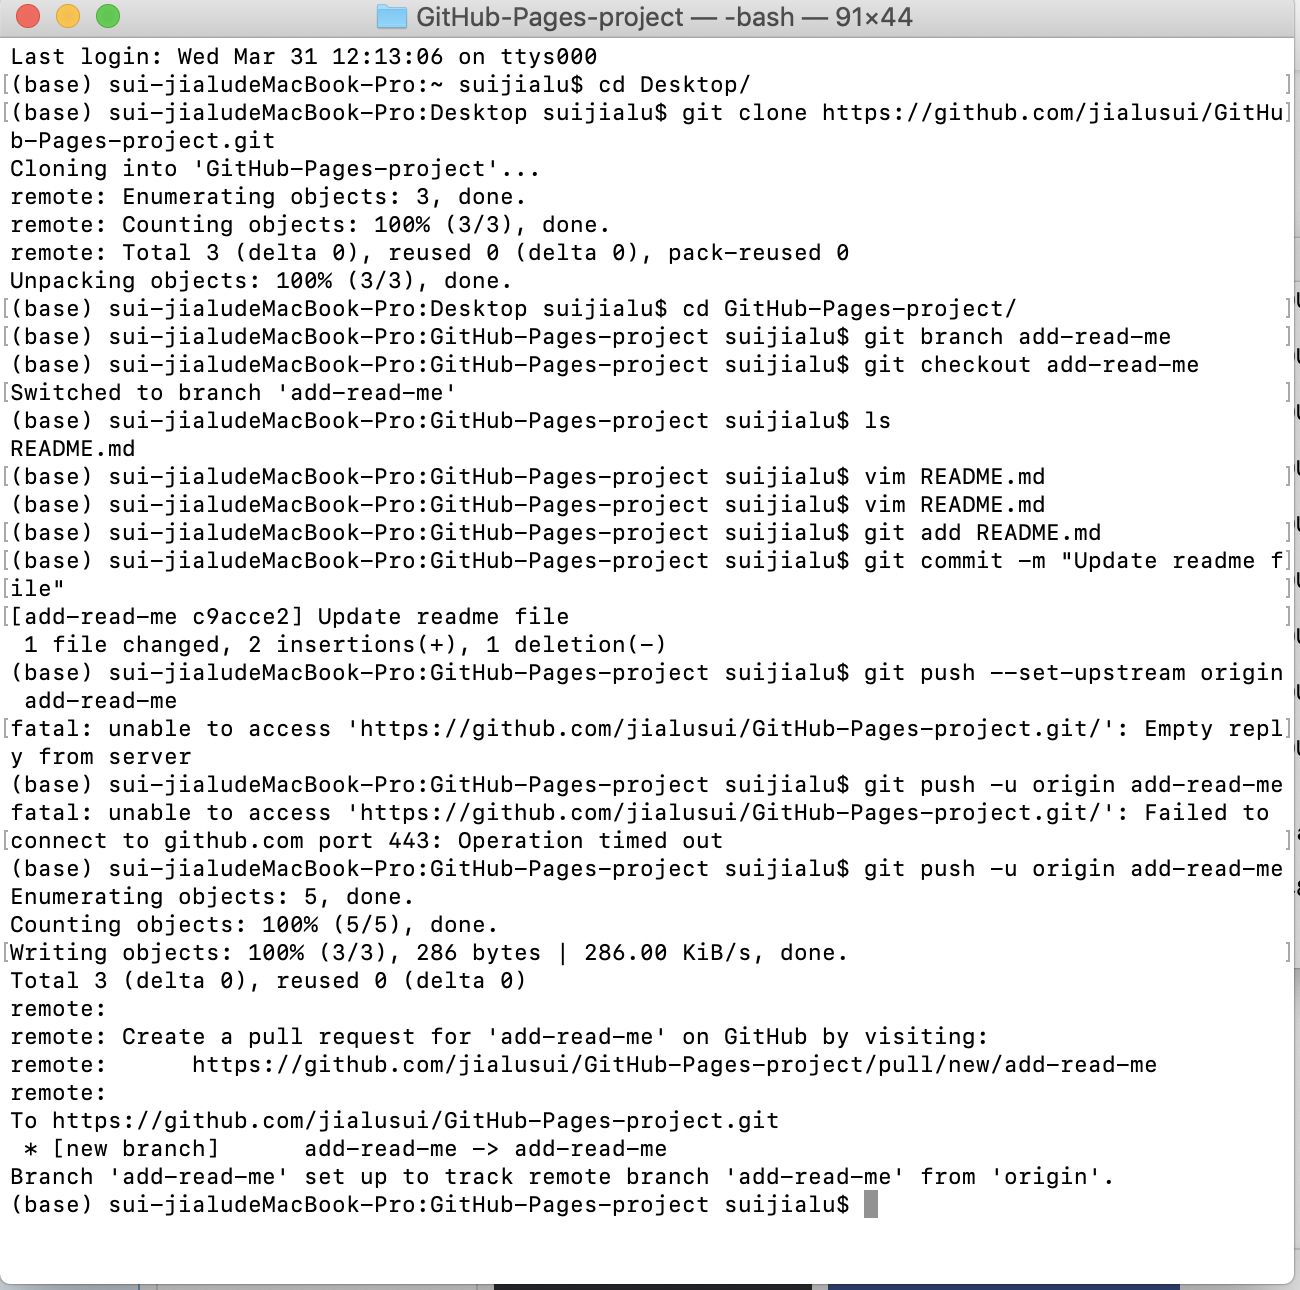 GitHub-Pages-project — -bash — 91×44
Last login: Wed Mar 31 12:13:06 on ttys000
[(base) sui-jialudeMacBook-Pro:~ suijialu$ cd Desktop/ ]
[(base) sui-jialudeMacBook-Pro:Desktop suijialu$ git clone https://github.com/jialusui/GitHu]
b-Pages-project.git
Cloning into 'GitHub-Pages-project'...
remote: Enumerating objects: 3, done.
remote: Counting objects: 100% (3/3), done.
remote: Total 3 (delta 0), reused 0 (delta 0), pack-reused 0
Unpacking objects: 100% (3/3), done.
[(base) sui-jialudeMacBook-Pro:Desktop suijialu$ cd GitHub-Pages-project/ ]
[(base) sui-jialudeMacBook-Pro:GitHub-Pages-project suijialu$ git branch add-read-me ]
[(base) sui-jialudeMacBook-Pro:GitHub-Pages-project suijialu$ git checkout add-read-me
[Switched to branch 'add-read-me' ]
(base) sui-jialudeMacBook-Pro:GitHub-Pages-project suijialu$ ls
README.md
[(base) sui-jialudeMacBook-Pro:GitHub-Pages-project suijialu$ vim README.md ]
(base) sui-jialudeMacBook-Pro:GitHub-Pages-project suijialu$ vim README.md
[(base) sui-jialudeMacBook-Pro:GitHub-Pages-project suijialu$ git add README.md ]
[(base) sui-jialudeMacBook-Pro:GitHub-Pages-project suijialu$ git commit -m "Update readme f]
[ile" ]
[[add-read-me c9acce2] Update readme file ]
 1 file changed, 2 insertions(+), 1 deletion(-)
(base) sui-jialudeMacBook-Pro:GitHub-Pages-project suijialu$ git push --set-upstream origin
 add-read-me
[fatal: unable to access 'https://github.com/jialusui/GitHub-Pages-project.git/': Empty repl]
y from server
(base) sui-jialudeMacBook-Pro:GitHub-Pages-project suijialu$ git push -u origin add-read-me
fatal: unable to access 'https://github.com/jialusui/GitHub-Pages-project.git/': Failed to
[connect to github.com port 443: Operation timed out ]
(base) sui-jialudeMacBook-Pro:GitHub-Pages-project suijialu$ git push -u origin add-read-me
Enumerating objects: 5, done.
Counting objects: 100% (5/5), done.
[Writing objects: 100% (3/3), 286 bytes | 286.00 KiB/s, done. ]
Total 3 (delta 0), reused 0 (delta 0)
remote:
remote: Create a pull request for 'add-read-me' on GitHub by visiting:
remote:      https://github.com/jialusui/GitHub-Pages-project/pull/new/add-read-me
remote:
To https://github.com/jialusui/GitHub-Pages-project.git
 * [new branch]      add-read-me -> add-read-me
Branch 'add-read-me' set up to track remote branch 'add-read-me' from 'origin'.
(base) sui-jialudeMacBook-Pro:GitHub-Pages-project suijialu$